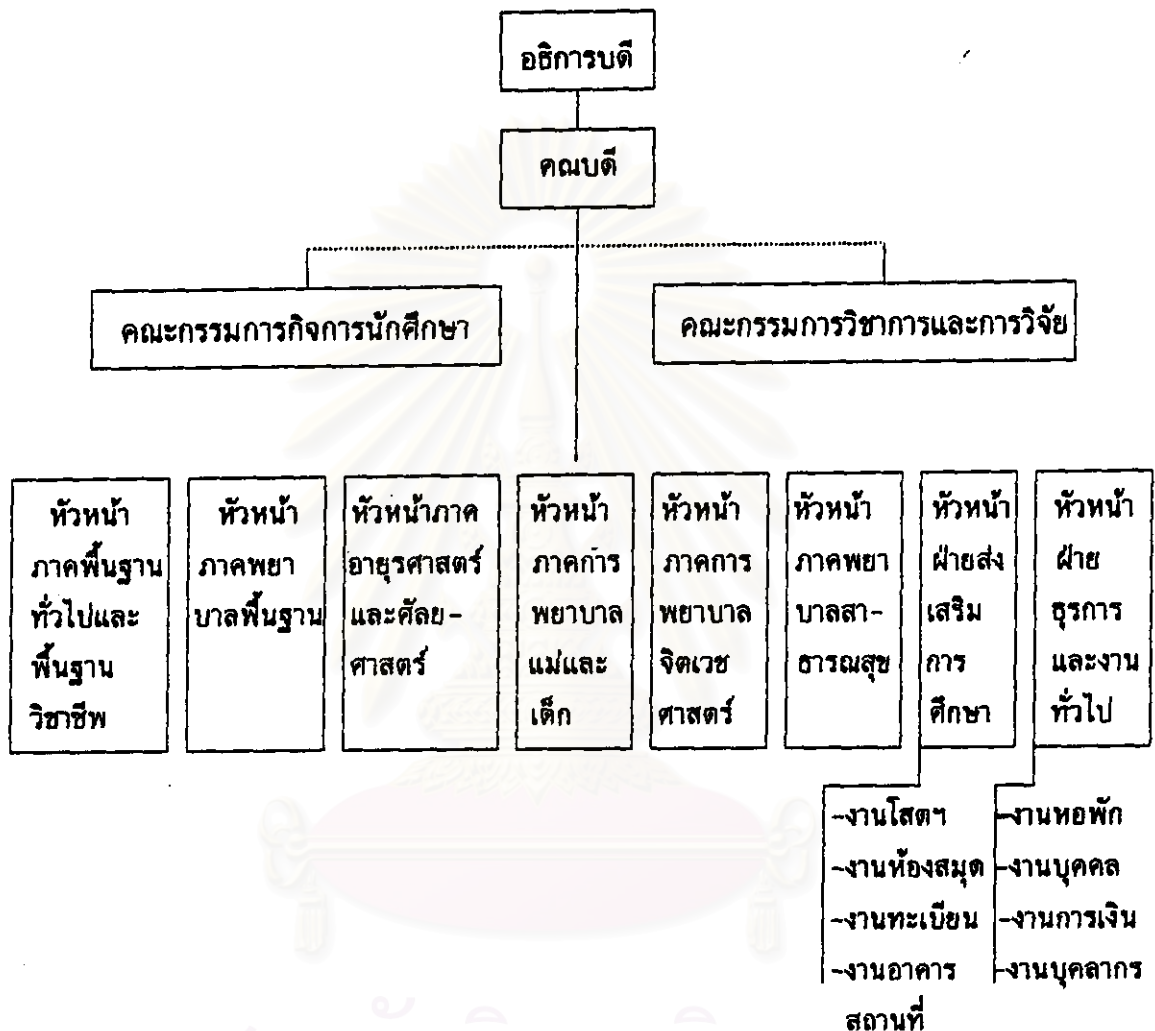 อธิการบดี
คณบดี
คณะกรรมการกิจการนักศึกษา
คณะกรรมการวิชาการและการวิจัย
หัวหน้า
ภาคพื้นฐาน
ทั่วไปและ
พื้นฐาน
วิชาชีพ
หัวหน้า
ภาคพยา
บาลพื้นฐาน
หัวหน้าภาค
อายุรศาสตร์
และศัลย-
ศาสตร์
หัวหน้า
ภาคการ
พยาบาล
แม่และ
เด็ก
หัวหน้า
ภาคการ
พยาบาล
จิตเวช
ศาสตร์
หัวหน้า
ภาคพยา
บาลสา-
ธารณสุข
หัวหน้า
ฝ่ายส่ง
เสริม
การ
ศึกษา
หัวหน้า
ฝ่าย
ธุรการ
และงาน
ทั่วไป
-งานโสตฯ
-งานห้องสมุด
-งานทะเบียน
-งานอาคาร
สถานที่
-งานหอพัก
-งานบุคคล
-งานการเงิน
-งานบุคลากร